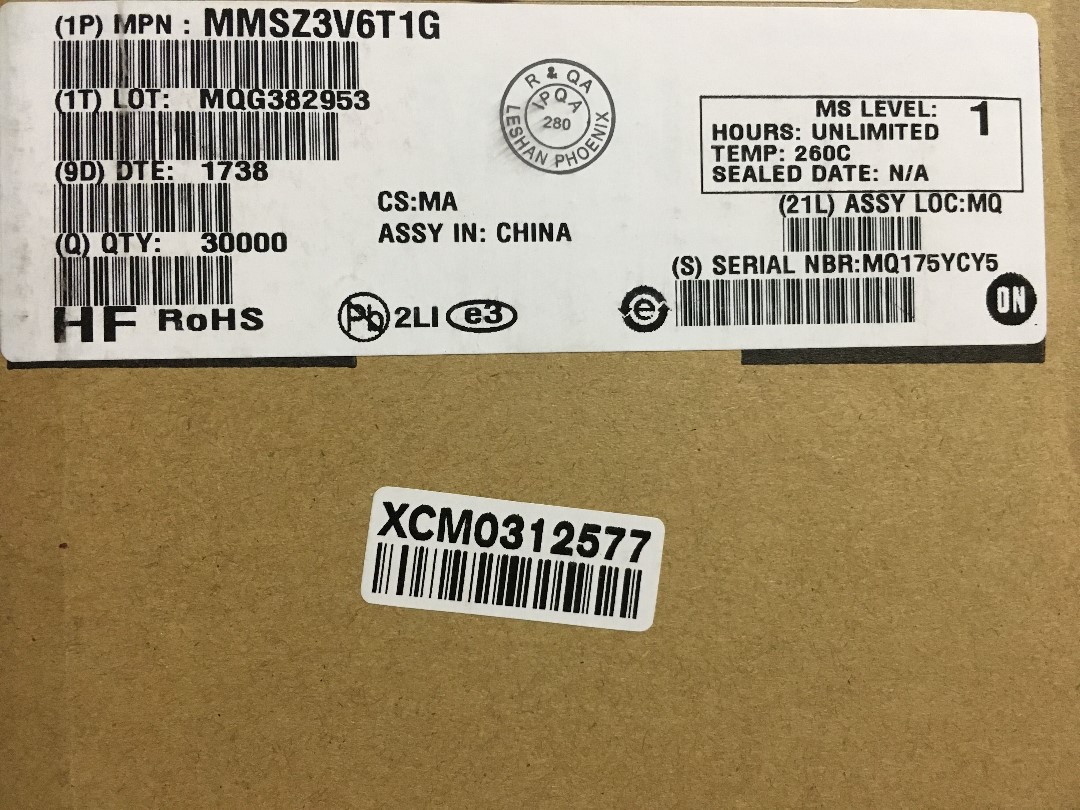 (1P) MPN : MMSZ3V6T1G
(1T) LOT: MQG382953
(9D) DTE: 1738
(Q) QTY: 30000
HF RoHS
Pb 2LI e3
R & QA
IPQA
280
LESHAN PHOENIX
CS:MA
ASSY IN: CHINA
MS LEVEL: 1
HOURS: UNLIMITED
TEMP: 260C
SEALED DATE: N/A
(21L) ASSY LOC:MQ
(S) SERIAL NBR:MQ175YCY5
e
ON
XCM0312577